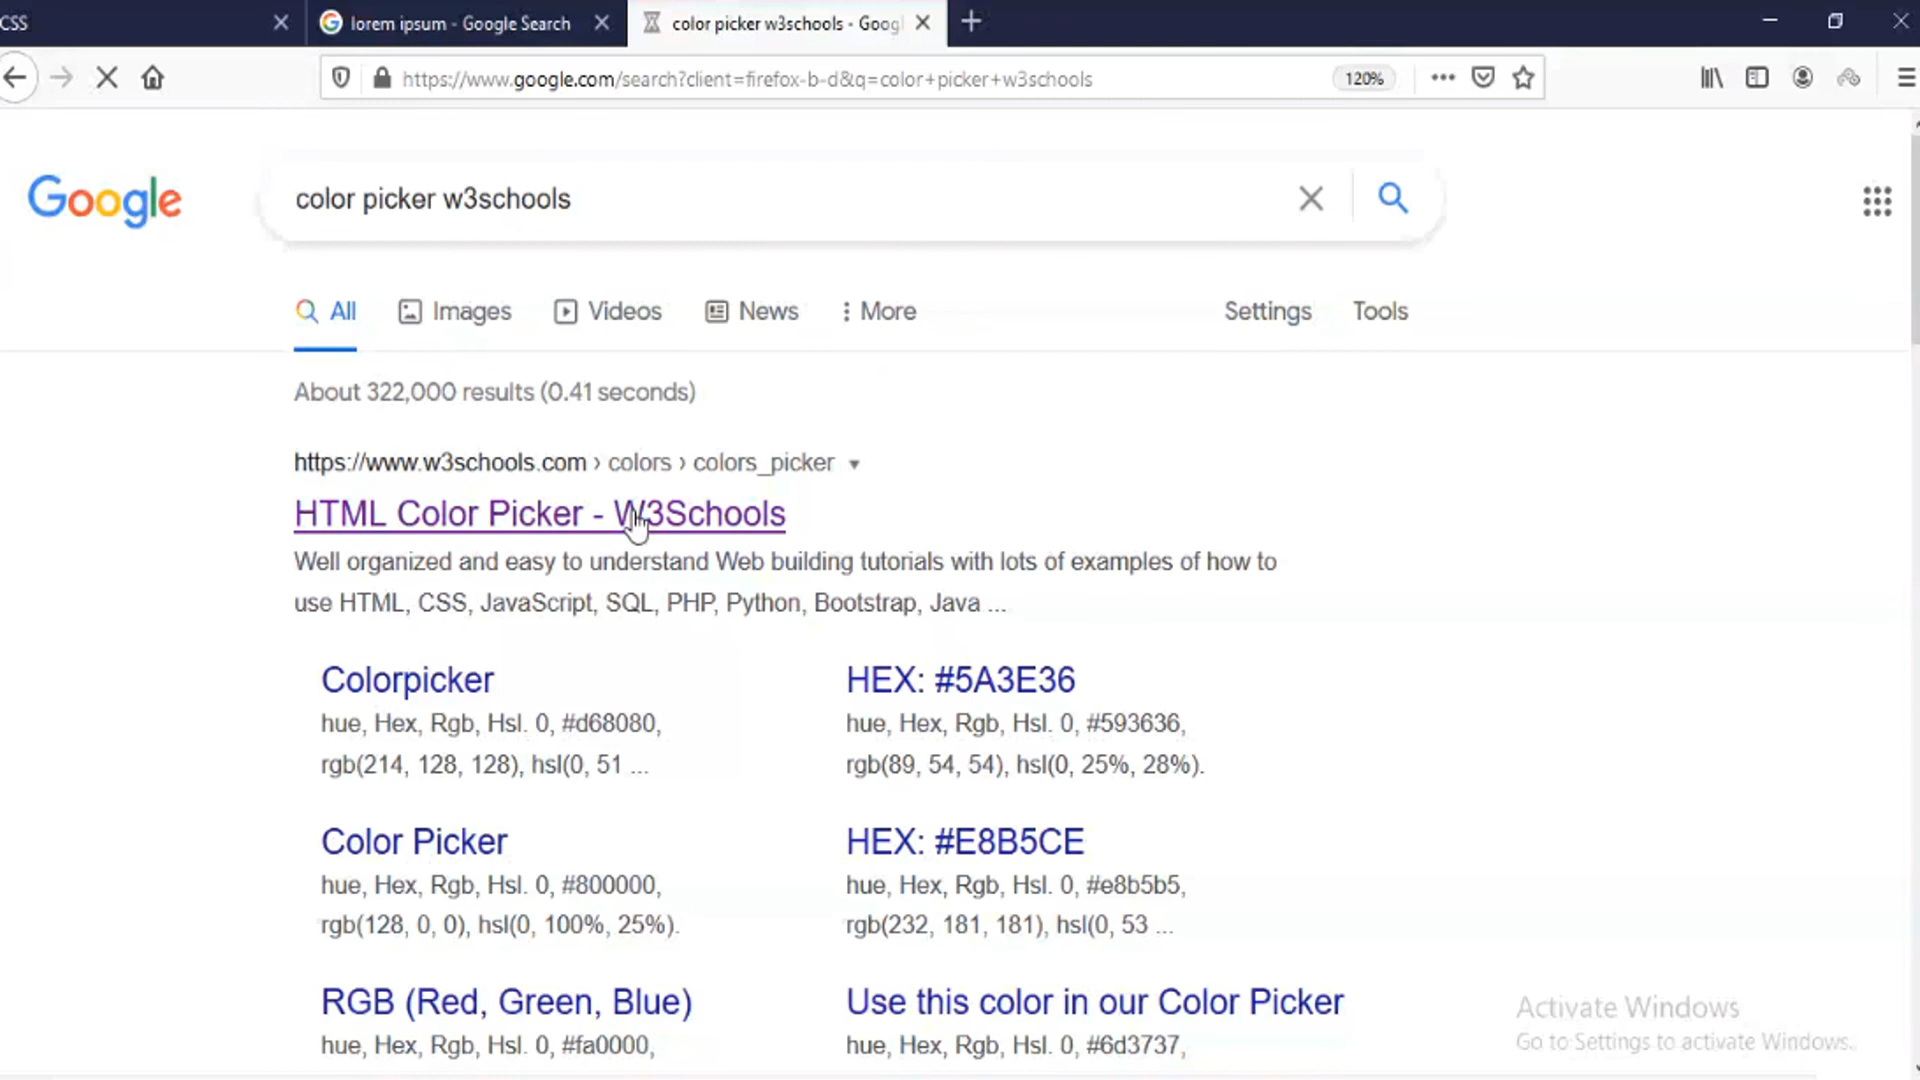 CSS
lorem ipsum - Google Search
color picker w3schools - Goog
https://www.google.com/search?client=firefox-b-d&q=color+picker+w3schools
120%
Google
color picker w3schools
All
Images
Videos
News
More
Settings
Tools
About 322,000 results (0.41 seconds)
https://www.w3schools.com › colors › colors_picker
HTML Color Picker - W3Schools
Well organized and easy to understand Web building tutorials with lots of examples of how to
use HTML, CSS, JavaScript, SQL, PHP, Python, Bootstrap, Java ...
Colorpicker
hue, Hex, Rgb, Hsl. 0, #d68080,
rgb(214, 128, 128), hsl(0, 51 ...
HEX: #5A3E36
hue, Hex, Rgb, Hsl. 0, #593636,
rgb(89, 54, 54), hsl(0, 25%, 28%).
Color Picker
hue, Hex, Rgb, Hsl. 0, #800000,
rgb(128, 0, 0), hsl(0, 100%, 25%).
HEX: #E8B5CE
hue, Hex, Rgb, Hsl. 0, #e8b5b5,
rgb(232, 181, 181), hsl(0, 53 ...
RGB (Red, Green, Blue)
hue, Hex, Rgb, Hsl. 0, #fa0000,
Use this color in our Color Picker
hue, Hex, Rgb, Hsl. 0, #6d3737,
Activate Windows
Go to Settings to activate Windows.